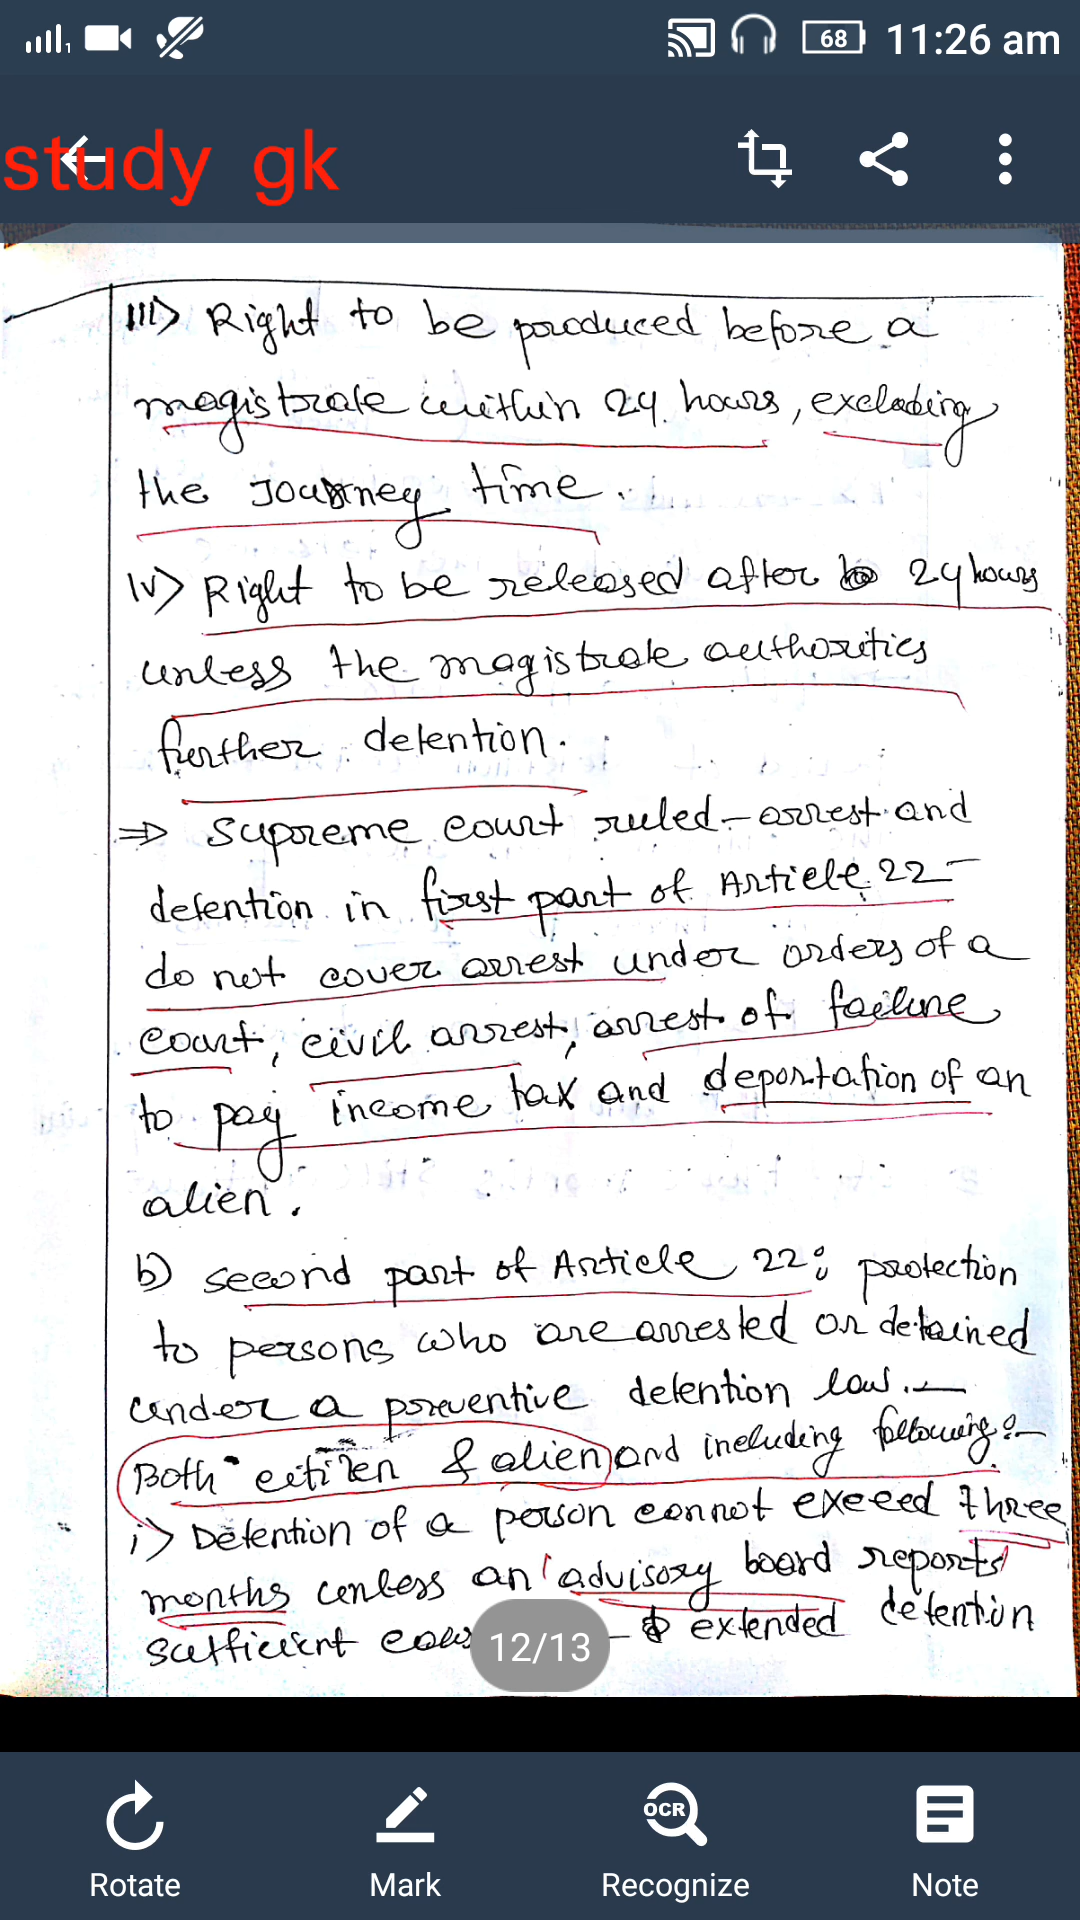 11:26 am
68
study gk
III) Right to be produced before a
magistrate within 24 hours, excluding
the Journey time.
IV) Right to be released after 24 hours
unless the magistrate authorities
further detention.
⇒ Supreme court ruled - arrest and
detention in first part of Article 22 -
do not cover arrest under orders of a
court, civil arrest, arrest of failure
to pay income tax and deportation of an
alien.
b) second part of Article 22: protection
to persons who are arrested or detained
under a preventive detention law. -
Both citizen & alien and including following:-
i) Detention of a person cannot exceed three
months unless an advisory board reports
sufficient - extended detention
12/13
Rotate
Mark
OCR
Recognize
Note